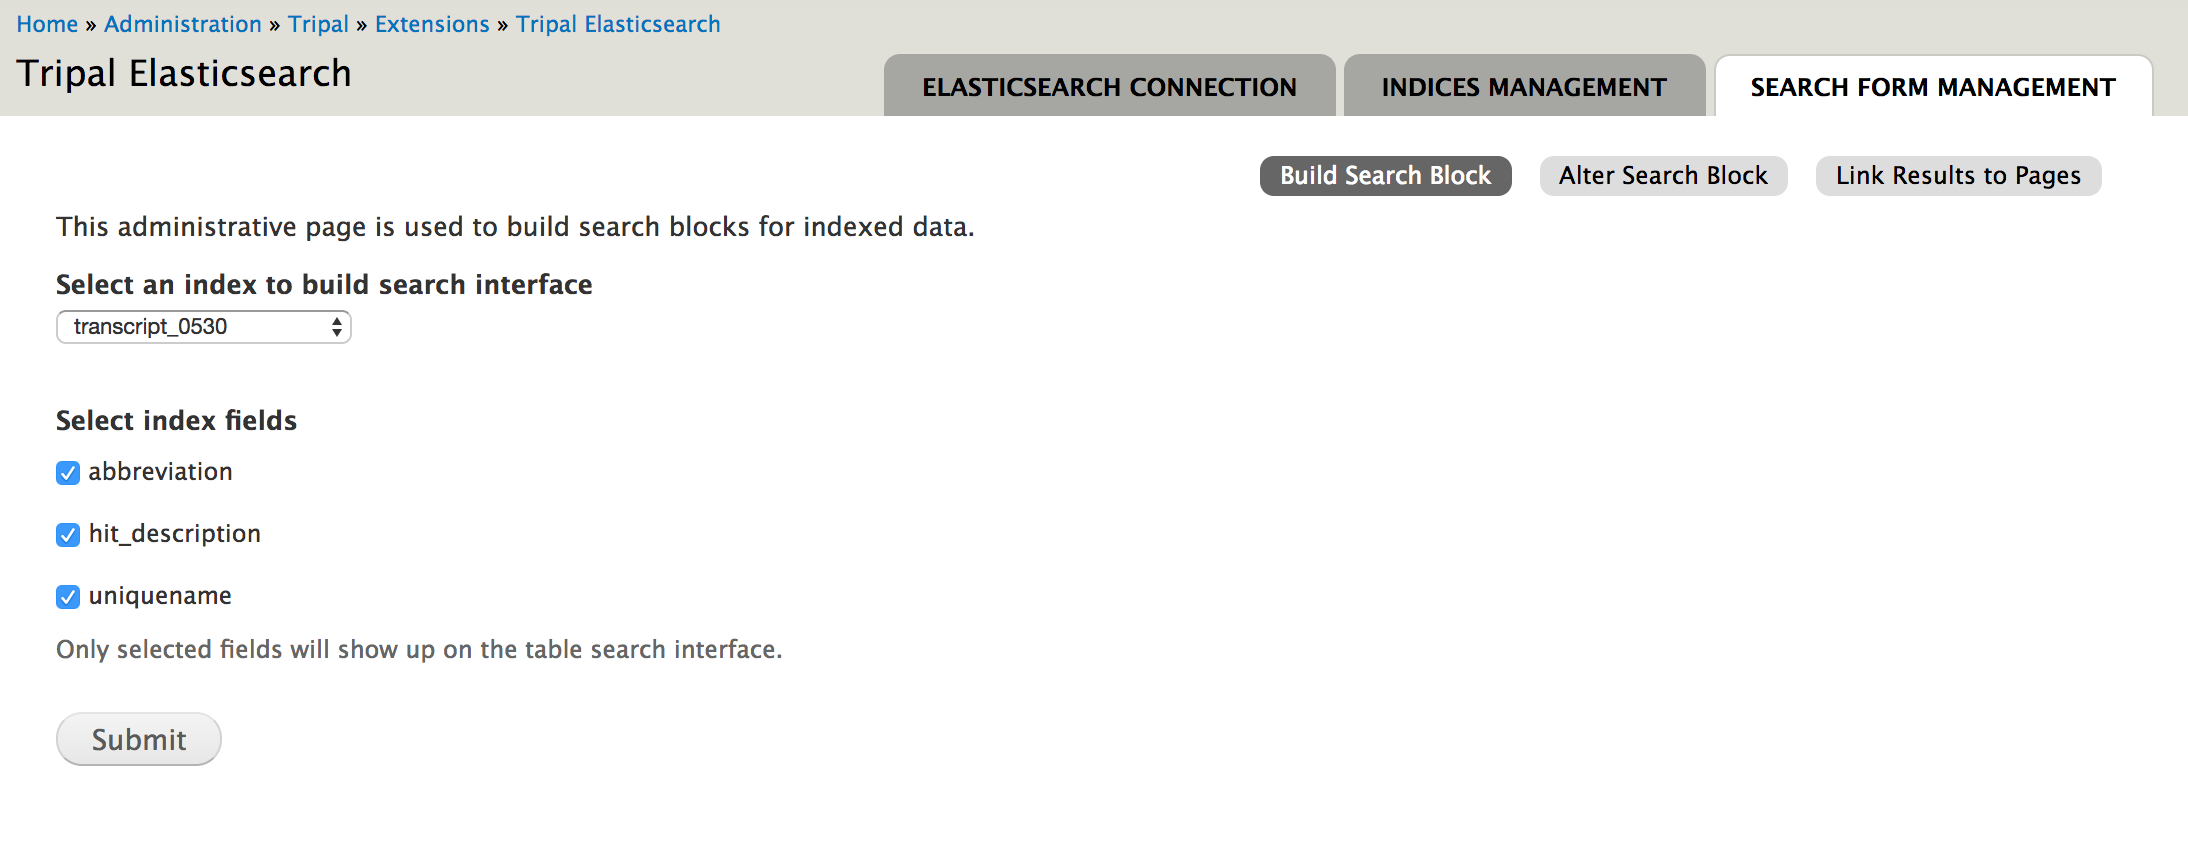 Home » Administration » Tripal » Extensions » Tripal Elasticsearch
Tripal Elasticsearch
ELASTICSEARCH CONNECTION
INDICES MANAGEMENT
SEARCH FORM MANAGEMENT
Build Search Block
Alter Search Block
Link Results to Pages
This administrative page is used to build search blocks for indexed data.
Select an index to build search interface
transcript_0530
Select index fields
abbreviation
hit_description
uniquename
Only selected fields will show up on the table search interface.
Submit